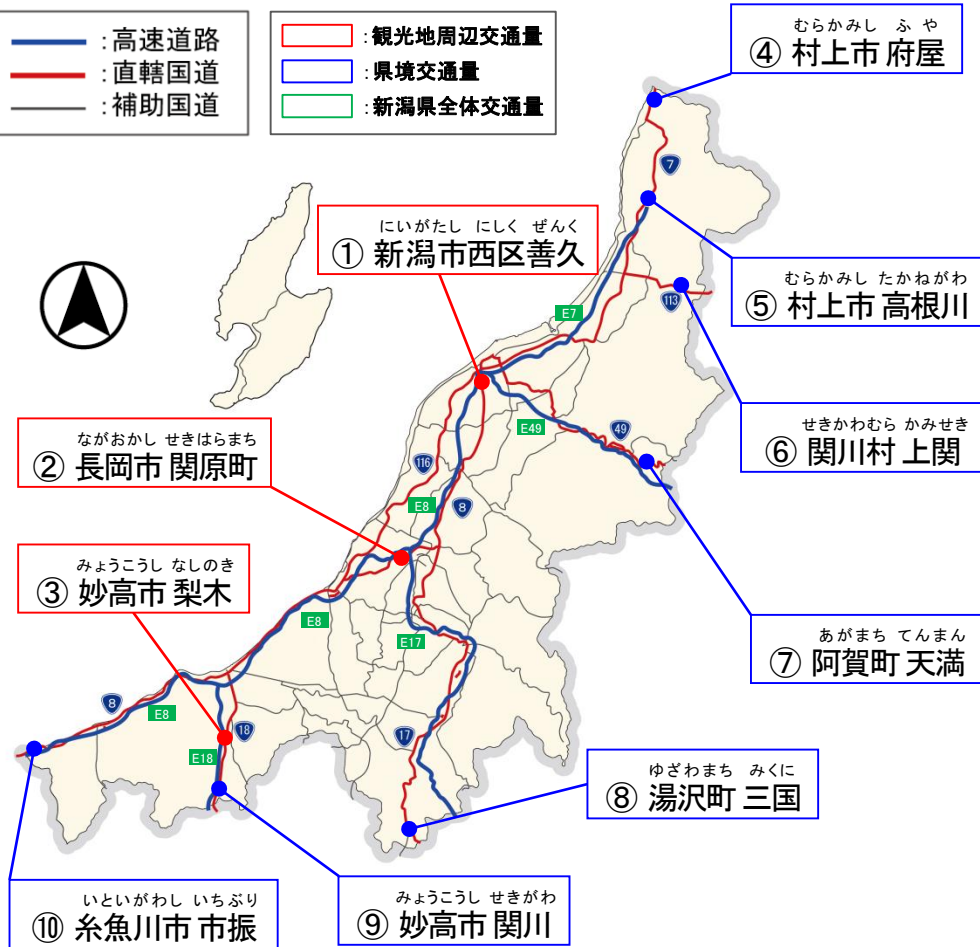 ：高速道路
：直轄国道
：補助国道
：観光地周辺交通量
：県境交通量
：新潟県全体交通量
むらかみし ふ や
④ 村上市 府屋
7
にいがたし にしく ぜんく
① 新潟市西区善久
むらかみし たかねがわ
⑤ 村上市 高根川
113
E7
せきかわむら かみせき
⑥ 関川村 上関
E49
49
ながおかし せきはらまち
② 長岡市 関原町
116
E8
8
みょうこうし なしのき
③ 妙高市 梨木
E8
E17
あがまち てんまん
⑦ 阿賀町 天満
8
E8
18
E18
17
ゆざわまち みくに
⑧ 湯沢町 三国
いといがわし いちぶり
⑩ 糸魚川市 市振
みょうこうし せきがわ
⑨ 妙高市 関川